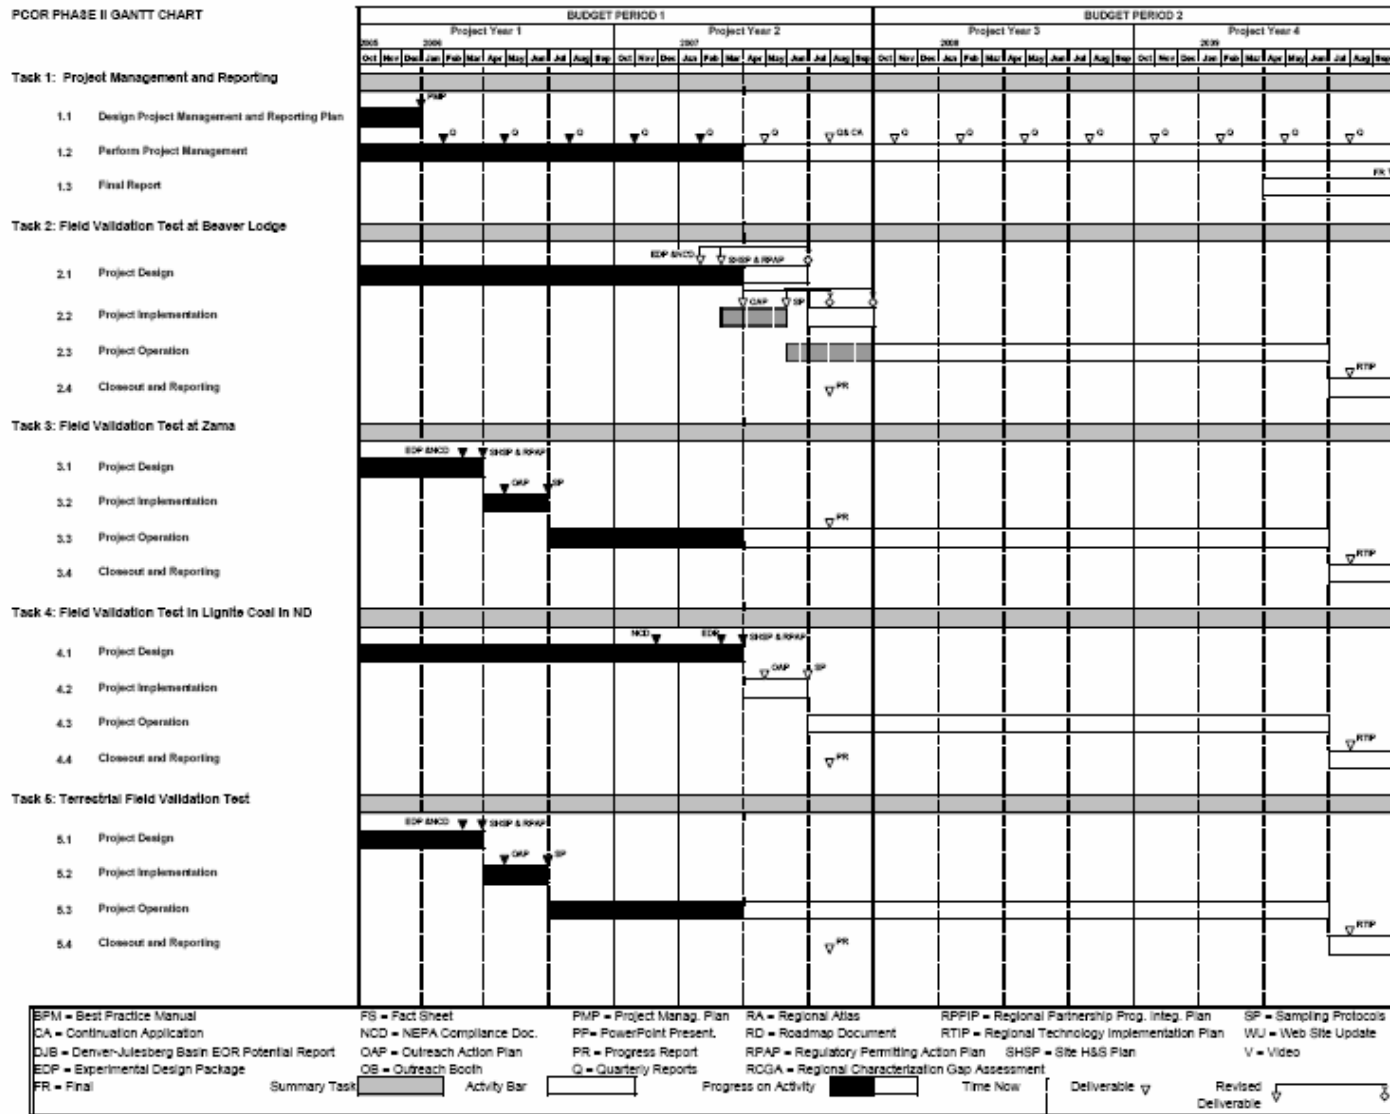 PCOR PHASE II GANTT CHART
BUDGET PERIOD 1 BUDGET PERIOD 2
Project Year 1 Project Year 2 Project Year 3 Project Year 4
2005 2006 2007 2008 2009
Oct Nov Dec Jan Feb Mar Apr May Jun Jul Aug Sep Oct Nov Dec Jan Feb Mar Apr May Jun Jul Aug Sep Oct Nov Dec Jan Feb Mar Apr May Jun Jul Aug Sep Oct Nov Dec Jan Feb Mar Apr May Jun Jul Aug Sep
Task 1: Project Management and Reporting
PMP
1.1 Design Project Management and Reporting Plan
Q Q Q Q Q Q Q& CA Q Q Q Q Q Q Q Q
1.2 Perform Project Management
FR
1.3 Final Report
Task 2: Field Validation Test at Beaver Lodge
EDP &NCD SHSP & RPAP
2.1 Project Design
OAP SP
2.2 Project Implementation
2.3 Project Operation
RTIP
2.4 Closeout and Reporting
PR
Task 3: Field Validation Test at Zama
EDP &NCD SHSP & RPAP
3.1 Project Design
OAP SP
3.2 Project Implementation
PR
3.3 Project Operation
RTIP
3.4 Closeout and Reporting
Task 4: Field Validation Test in Lignite Coal in ND
NCD EDP SHSP & RPAP
4.1 Project Design
OAP SP
4.2 Project Implementation
4.3 Project Operation
RTIP
4.4 Closeout and Reporting
PR
Task 5: Terrestrial Field Validation Test
EDP &NCD SHSP & RPAP
5.1 Project Design
OAP SP
5.2 Project Implementation
5.3 Project Operation
RTIP
5.4 Closeout and Reporting
PR
BPM = Best Practice Manual FS = Fact Sheet PMP = Project Manag. Plan RA = Regional Atlas RPPIP = Regional Partnership Prog. Integ. Plan SP = Sampling Protocols
CA = Continuation Application NCD = NEPA Compliance Doc. PP= PowerPoint Present. RD = Roadmap Document RTIP = Regional Technology Implementation Plan WU = Web Site Update
DJB = Denver-Julesberg Basin EOR Potential Report OAP = Outreach Action Plan PR = Progress Report RPAP = Regulatory Permitting Action Plan SHSP = Site H&S Plan V = Video
EDP = Experimental Design Package OB = Outreach Booth Q = Quarterly Reports RCGA = Regional Characterization Gap Assessment
FR = Final Summary Task Actvity Bar Progress on Activity Time Now Deliverable Revised
Deliverable